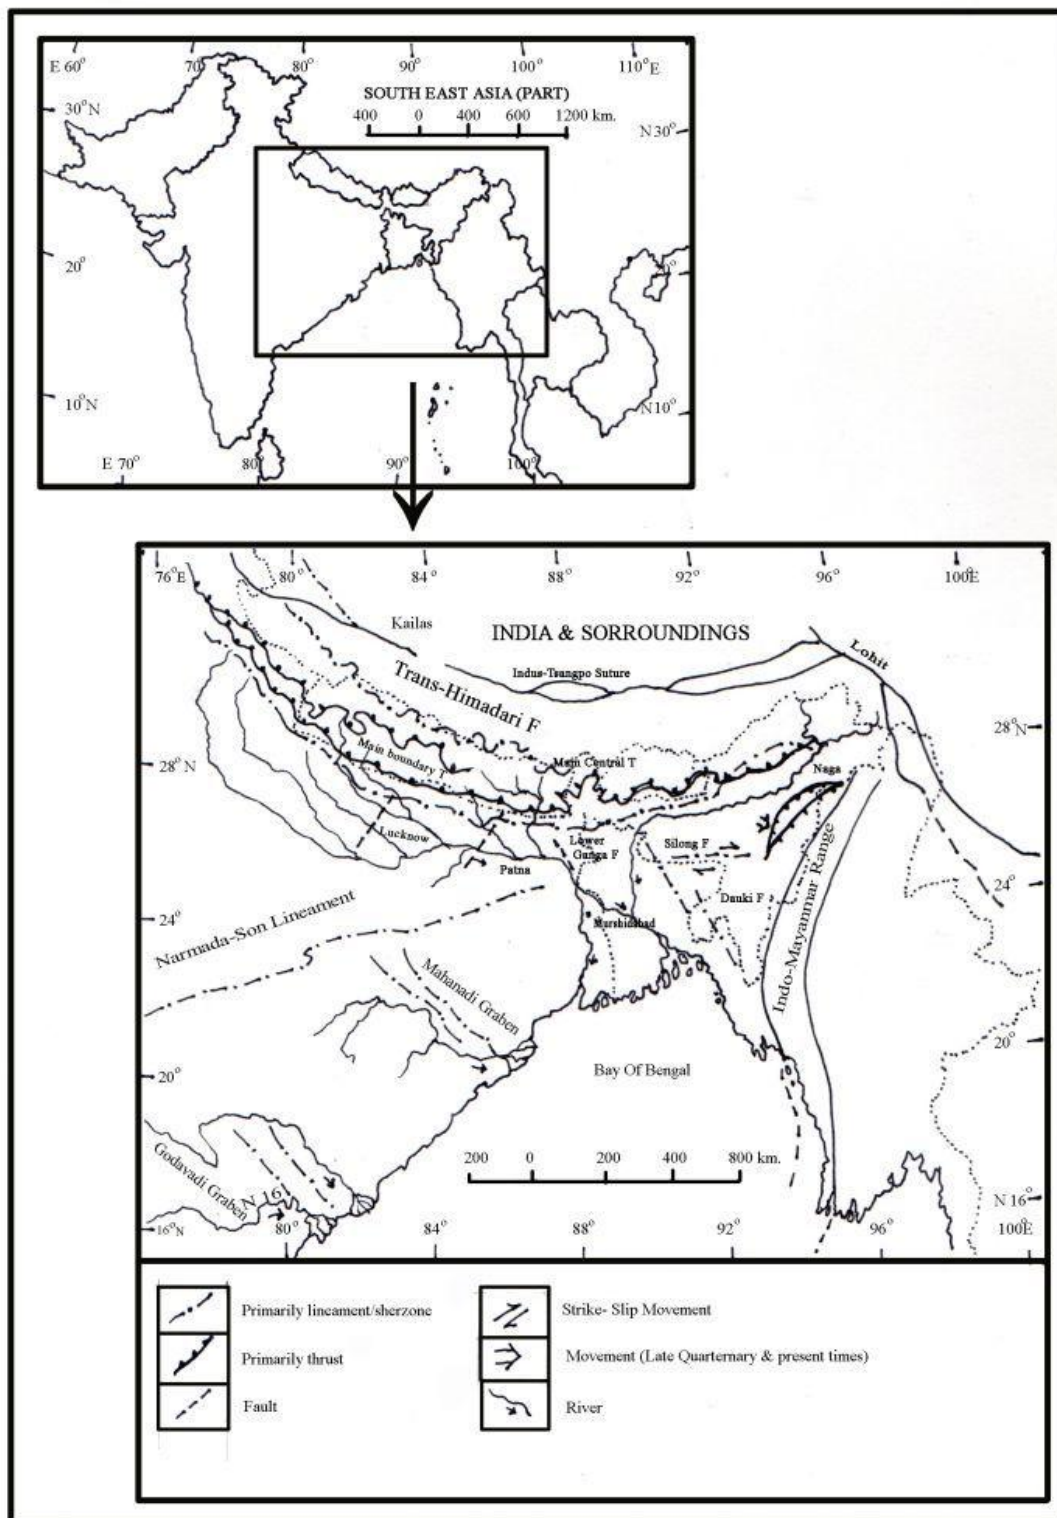 E 60°
70°
80°
90°
100°
110°E
SOUTH EAST ASIA (PART)
400 0 400 600 1200 km.
30°N
N 30°
20°
10°N
N 10°
E 70°
80°
90°
100°
76°E
80°
84°
88°
92°
96°
100E
Kailas
INDIA & SORROUNDINGS
Lohit
Indus-Tsangpo Suture
Trans-Himadari F
28°N
28°N
Main boundary T
Main Central T
Naga
Lucknow
Lower
Gunga F
Silong F
Patna
24°
24°
Dauki F
Murshidabad
Narmada-Son Lineament
Indo-Mayanmar Range
Mahanadi Graben
20°
20°
Bay Of Bengal
200 0 200 400 800 km.
Godavadi Graben
N 16
N 16°
16°N
80°
84°
88°
92°
96°
100E
Primarily lineament/sherzone
Strike- Slip Movement
Primarily thrust
Movement (Late Quarternary & present times)
Fault
River